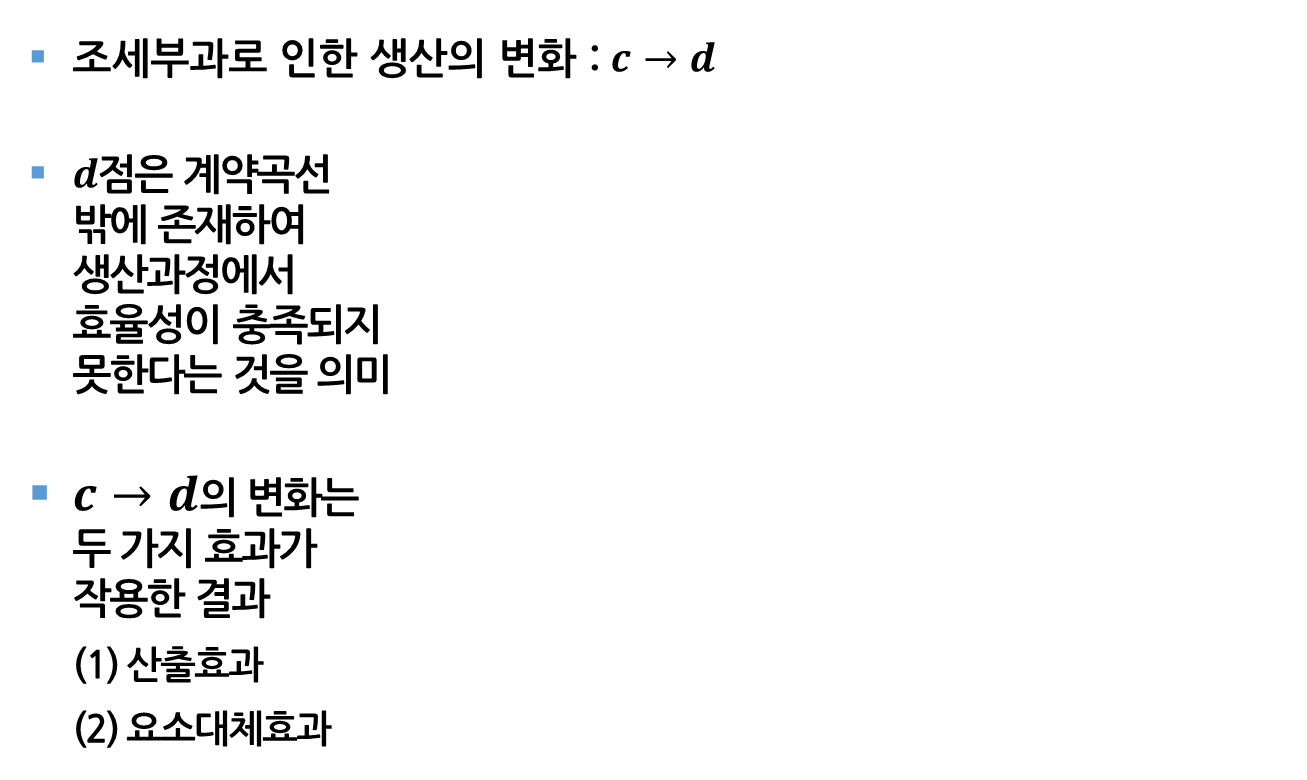 ▪ 조세부과로 인한 생산의 변화 : c → d
▪ d점은 계약곡선
밖에 존재하여
생산과정에서
효율성이 충족되지
못한다는 것을 의미
▪ c → d의 변화는
두 가지 효과가
작용한 결과
(1) 산출효과
(2) 요소대체효과